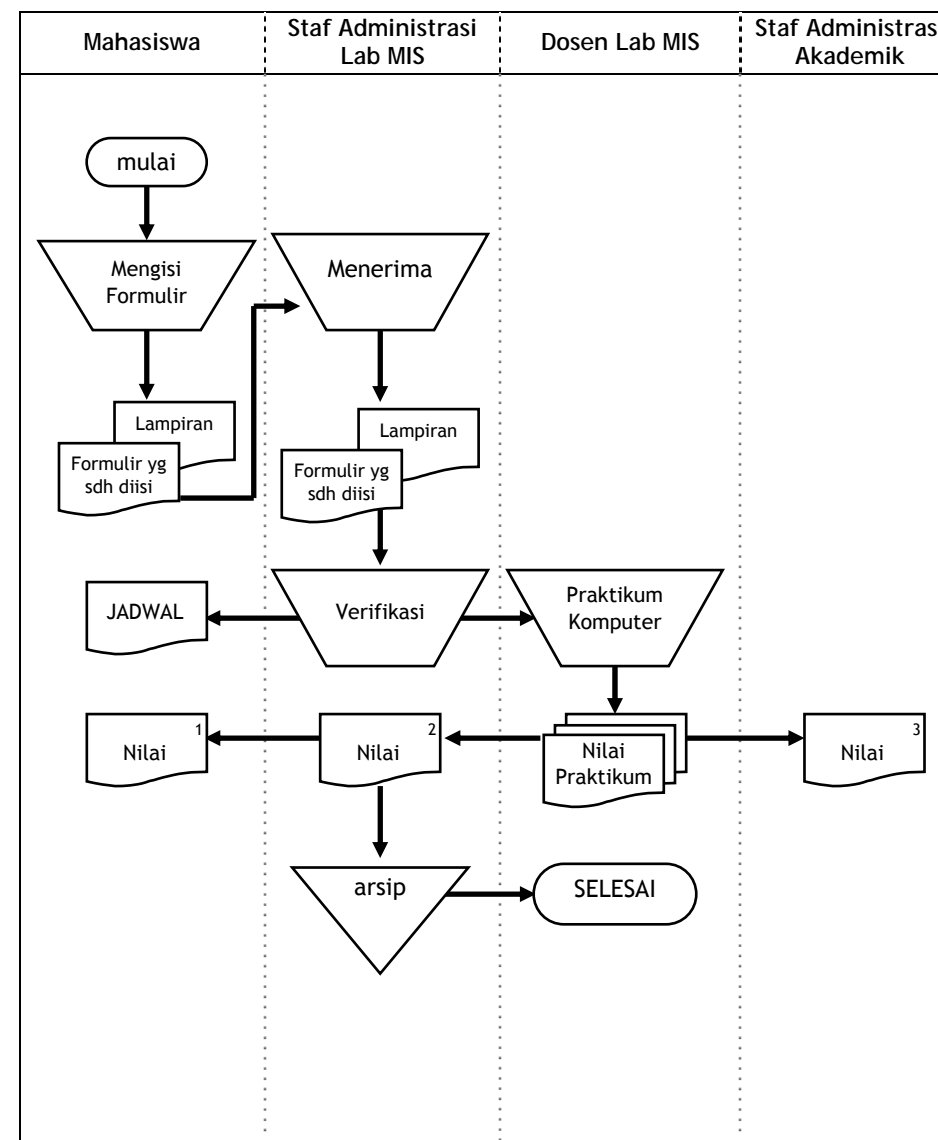 Mahasiswa
Staf Administrasi
Lab MIS
Dosen Lab MIS
Staf Administras
Akademik
mulai
Mengisi
Formulir
Menerima
Lampiran
Formulir yg
sdh diisi
Lampiran
Formulir yg
sdh diisi
JADWAL
Verifikasi
Praktikum
Komputer
1
Nilai
2
Nilai
Nilai
Praktikum
3
Nilai
arsip
SELESAI